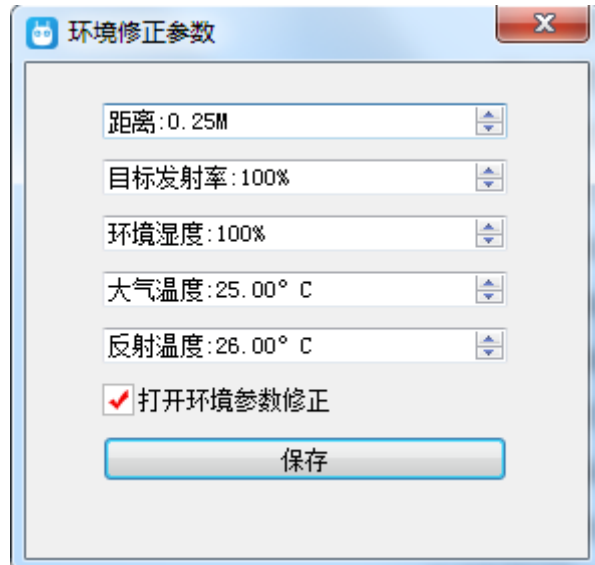 环境修正参数
距离:0.25M
目标发射率:100%
环境湿度:100%
大气温度:25.00° C
反射温度:26.00° C
打开环境参数修正
保存